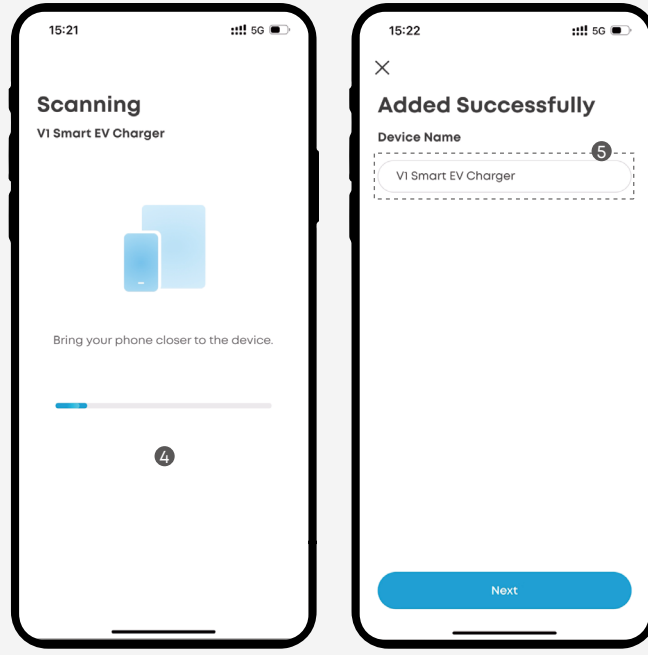 15:21
5G
Scanning
V1 Smart EV Charger
Bring your phone closer to the device.
4
15:22
5G
Added Successfully
Device Name
5
V1 Smart EV Charger
Next